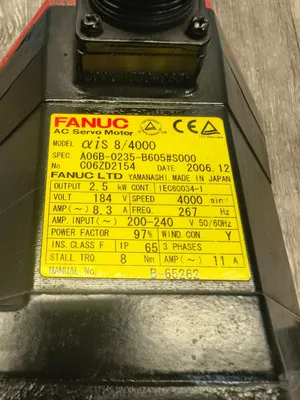 FANUC
AC Servo Motor
MODEL αiS 8/4000
SPEC. A06B-0235-B605#S000
No C06ZD2154 DATE 2006.12
FANUC LTD YAMANASHI, MADE IN JAPAN
OUTPUT 2.5 kW CONT. IEC60034-1
VOLT 184 V SPEED 4000 min⁻¹
AMP(~) 8.3 A FREQ. 267 Hz
AMP. INPUT(~) 200-240 V 50/60Hz
POWER FACTOR 97% WIND.CON Y
INS.CLASS F IP 65 3 PHASES
STALL TRQ 8 Nm AMP(~) 11 A
MANUAL No. B-65262